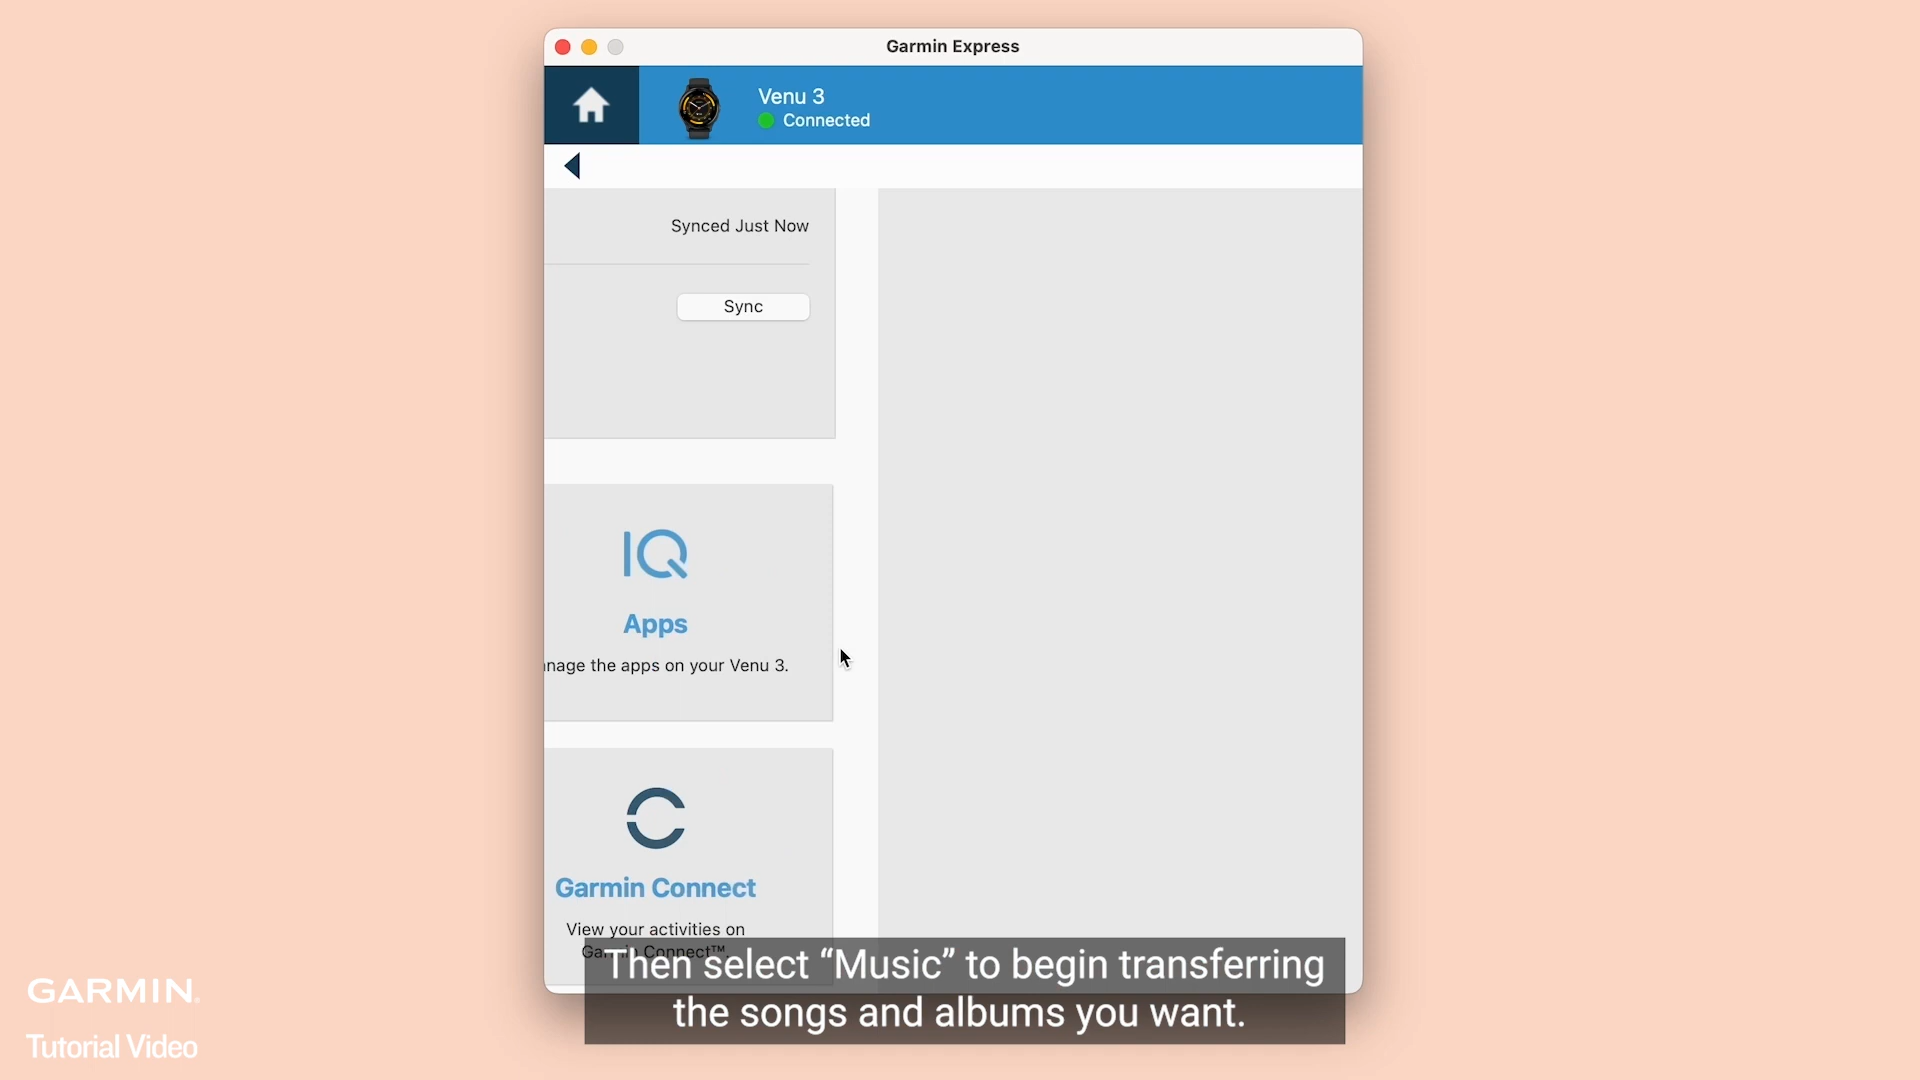 Garmin Express
Venu 3
Connected
Synced Just Now
Sync
IQ
Apps
nage the apps on your Venu 3.
Garmin Connect
View your activities on
Garmin Connect™.
Then select “Music” to begin transferring
the songs and albums you want.
GARMIN.
Tutorial Video